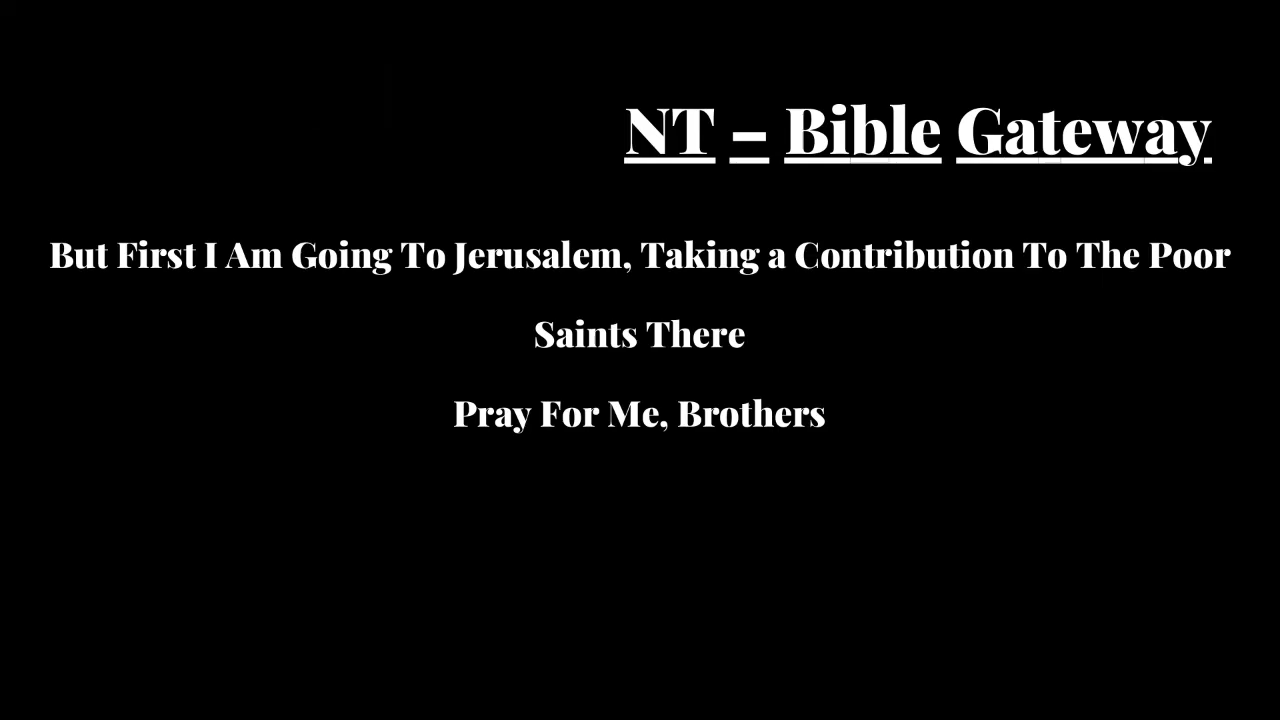 NT – Bible Gateway
But First I Am Going To Jerusalem, Taking a Contribution To The Poor
Saints There
Pray For Me, Brothers